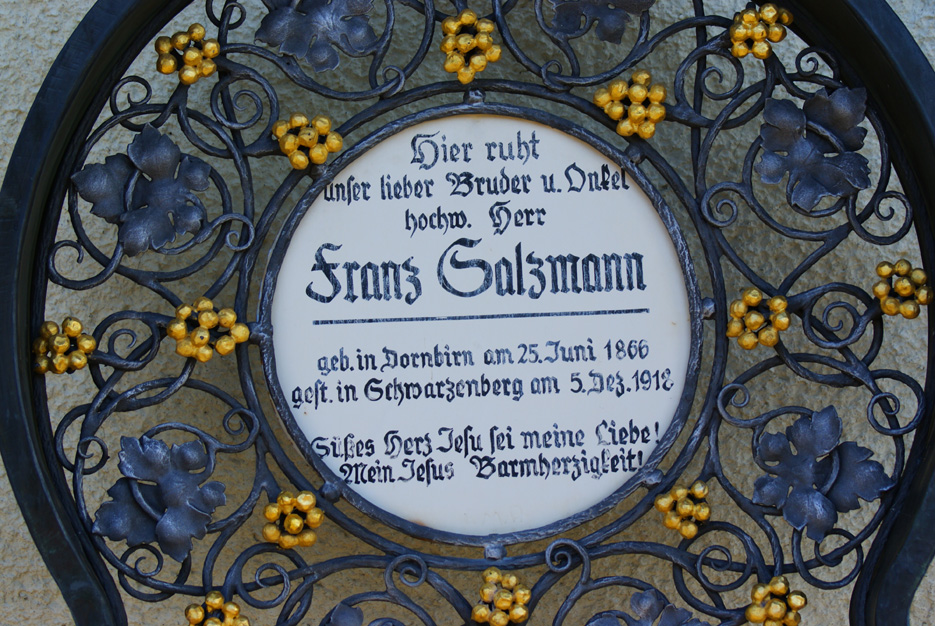 Hier ruht
unser lieber Bruder u. Onkel
hochw. Herr
Franz Salzmann
geb. in Dornbirn am 25. Juni 1866
gest. in Schwarzenberg am 5. Dez. 1912
Süßes Herz Jesu sei meine Liebe!
Mein Jesus Barmherzigkeit!